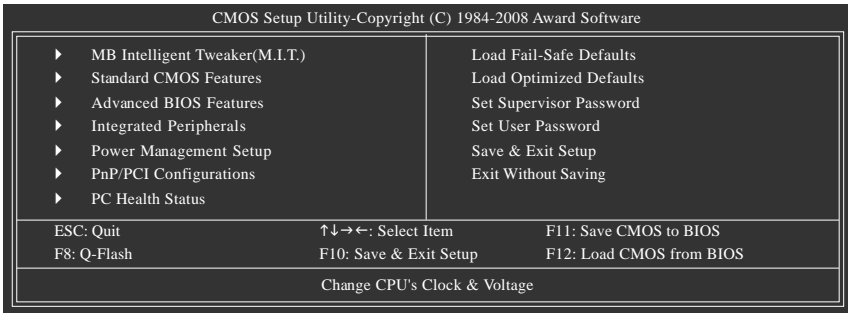 CMOS Setup Utility-Copyright (C) 1984-2008 Award Software
MB Intelligent Tweaker(M.I.T.)
Standard CMOS Features
Advanced BIOS Features
Integrated Peripherals
Power Management Setup
PnP/PCI Configurations
PC Health Status
Load Fail-Safe Defaults
Load Optimized Defaults
Set Supervisor Password
Set User Password
Save & Exit Setup
Exit Without Saving
ESC: Quit ↑↓→←: Select Item F11: Save CMOS to BIOS
F8: Q-Flash F10: Save & Exit Setup F12: Load CMOS from BIOS
Change CPU's Clock & Voltage